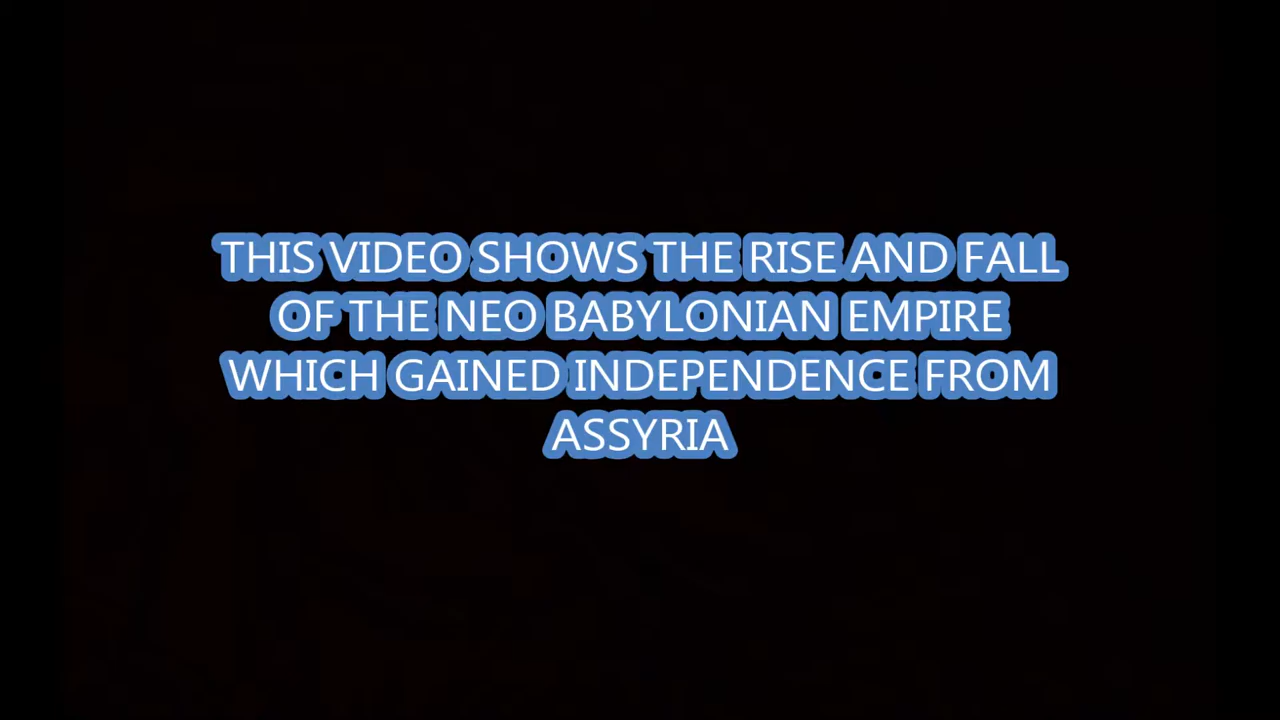 THIS VIDEO SHOWS THE RISE AND FALL
OF THE NEO BABYLONIAN EMPIRE
WHICH GAINED INDEPENDENCE FROM
ASSYRIA